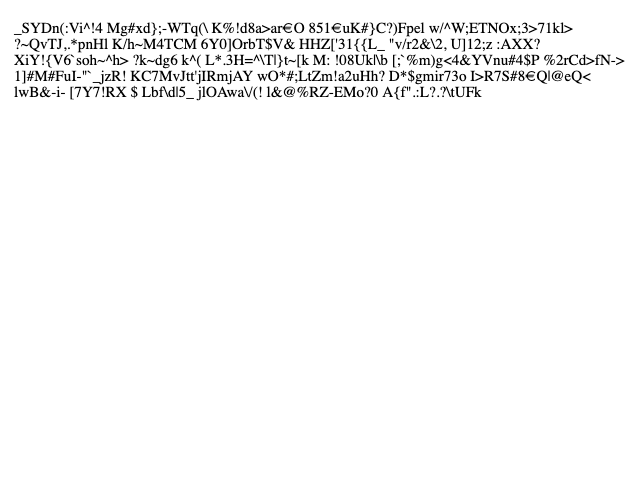 _SYDn(:Vi^!4 Mg#xd};-WTq(\ K%!d8a>ar€O 851€uK#}C?)Fpel w/^W;ETNOx;3>71kl>
?~QvTJ,.*pnHl K/h~M4TCM 6Y0]OrbT$V& HHZ['31{{L_ "v/r2&\2, U]12;z :AXX?
XiY!{V6`soh~^h> ?k~dg6 k^( L*.3H=^\T|}t~[k M: !08Uk|\b [;`%m)g<4&YVnu#4$P %2rCd>fN->
1]#M#FuI-"`_jzR! KC7MvJtt'jIRmjAY wO*#;LtZm!a2uHh? D*$gmir73o I>R7S#8€Q|@eQ<
lwB&-i- [7Y7!RX $ Lbf\d|5_ jlOAwa\/(! l&@%RZ-EMo?0 A{f".:L?.?\tUFk